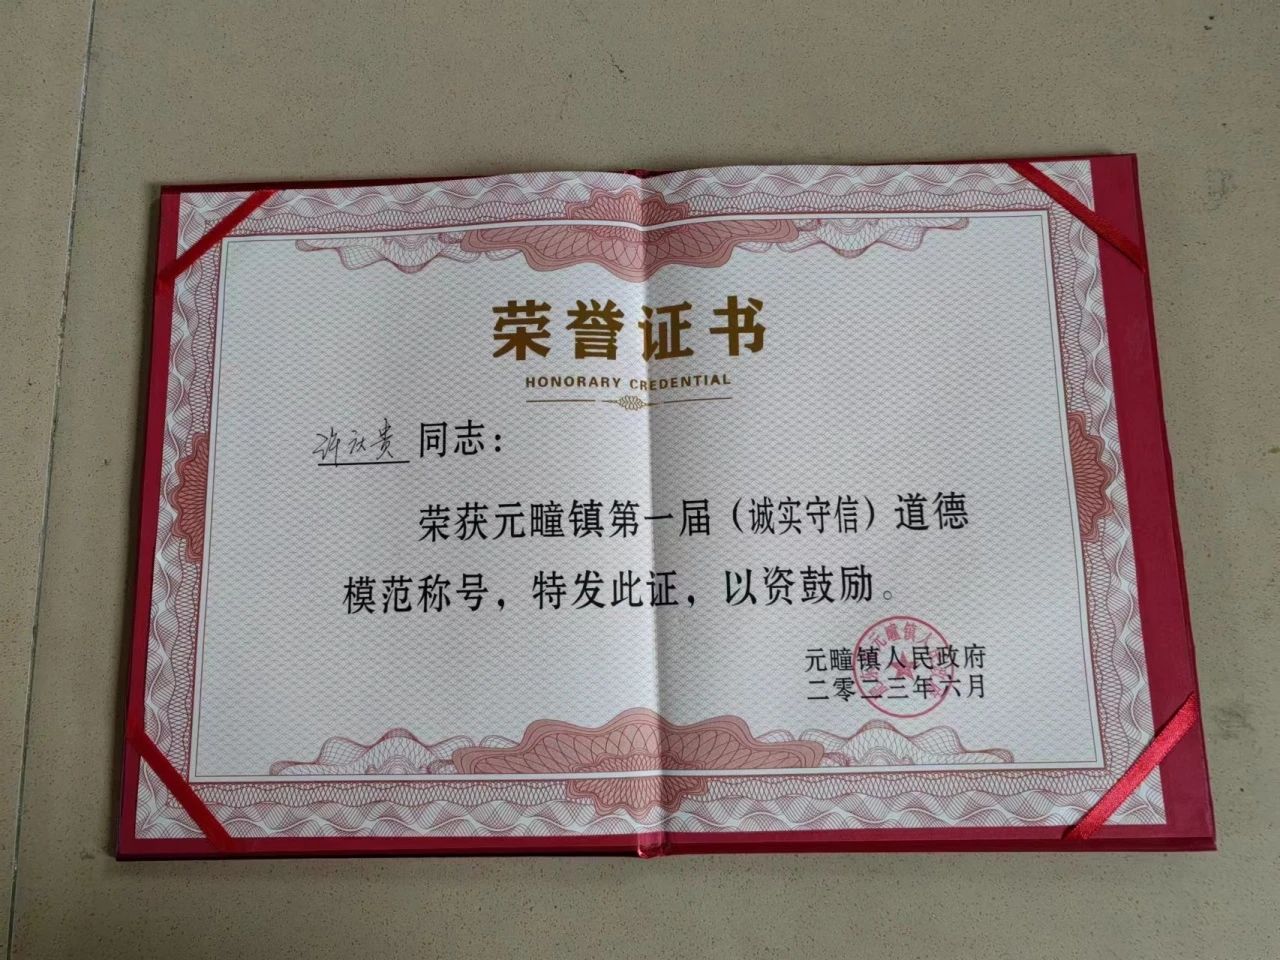 荣誉证书
HONORARY CREDENTIAL
许庆贵同志：
荣获元疃镇第一届（诚实守信）道德
模范称号，特发此证，以资鼓励。
元疃镇人民政府
二零二三年六月